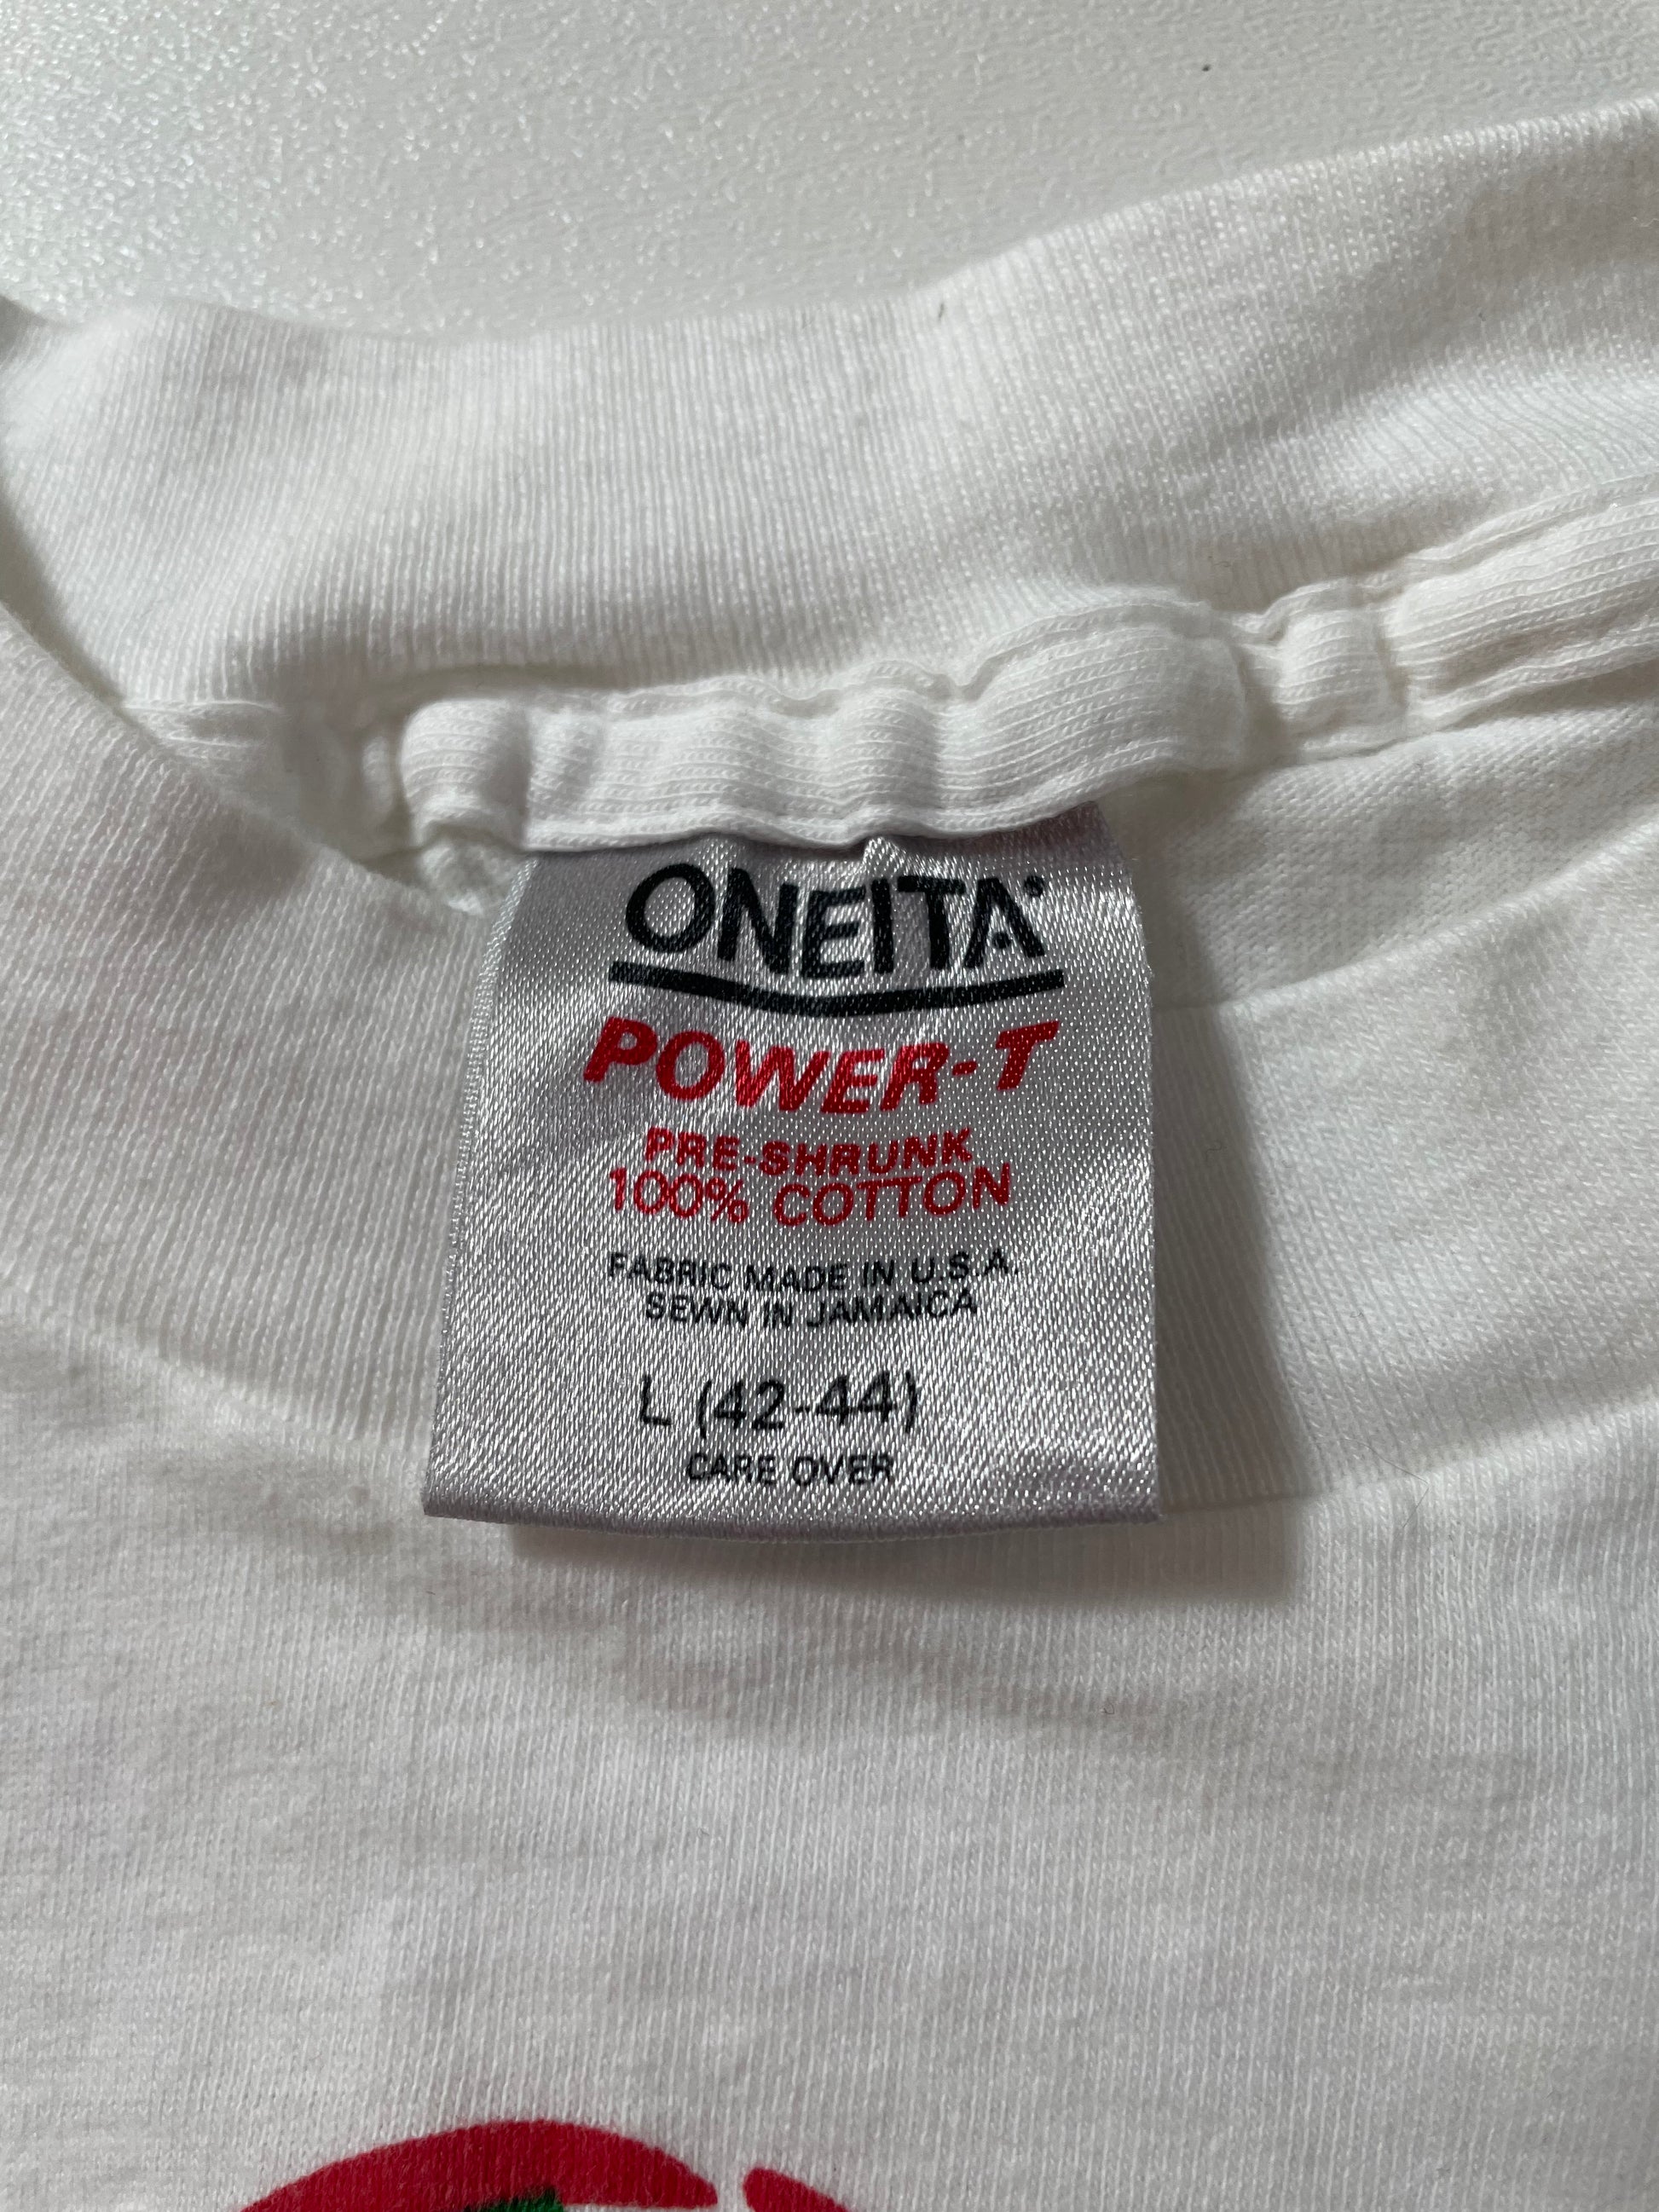 ONEITA®
POWER-T
PRE-SHRUNK
100% COTTON
FABRIC MADE IN U.S.A.
SEWN IN JAMAICA
L (42-44)
CARE OVER